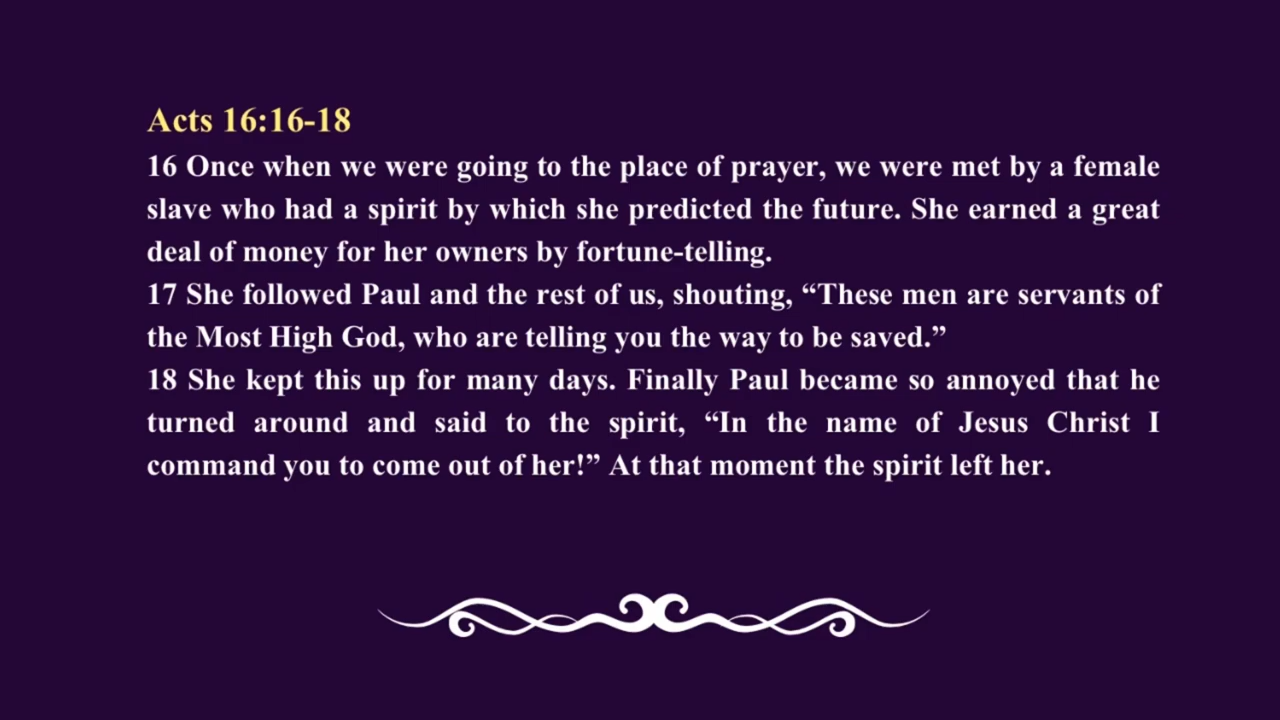 Acts 16:16-18
16 Once when we were going to the place of prayer, we were met by a female
slave who had a spirit by which she predicted the future. She earned a great
deal of money for her owners by fortune-telling.
17 She followed Paul and the rest of us, shouting, “These men are servants of
the Most High God, who are telling you the way to be saved.”
18 She kept this up for many days. Finally Paul became so annoyed that he
turned around and said to the spirit, “In the name of Jesus Christ I
command you to come out of her!” At that moment the spirit left her.